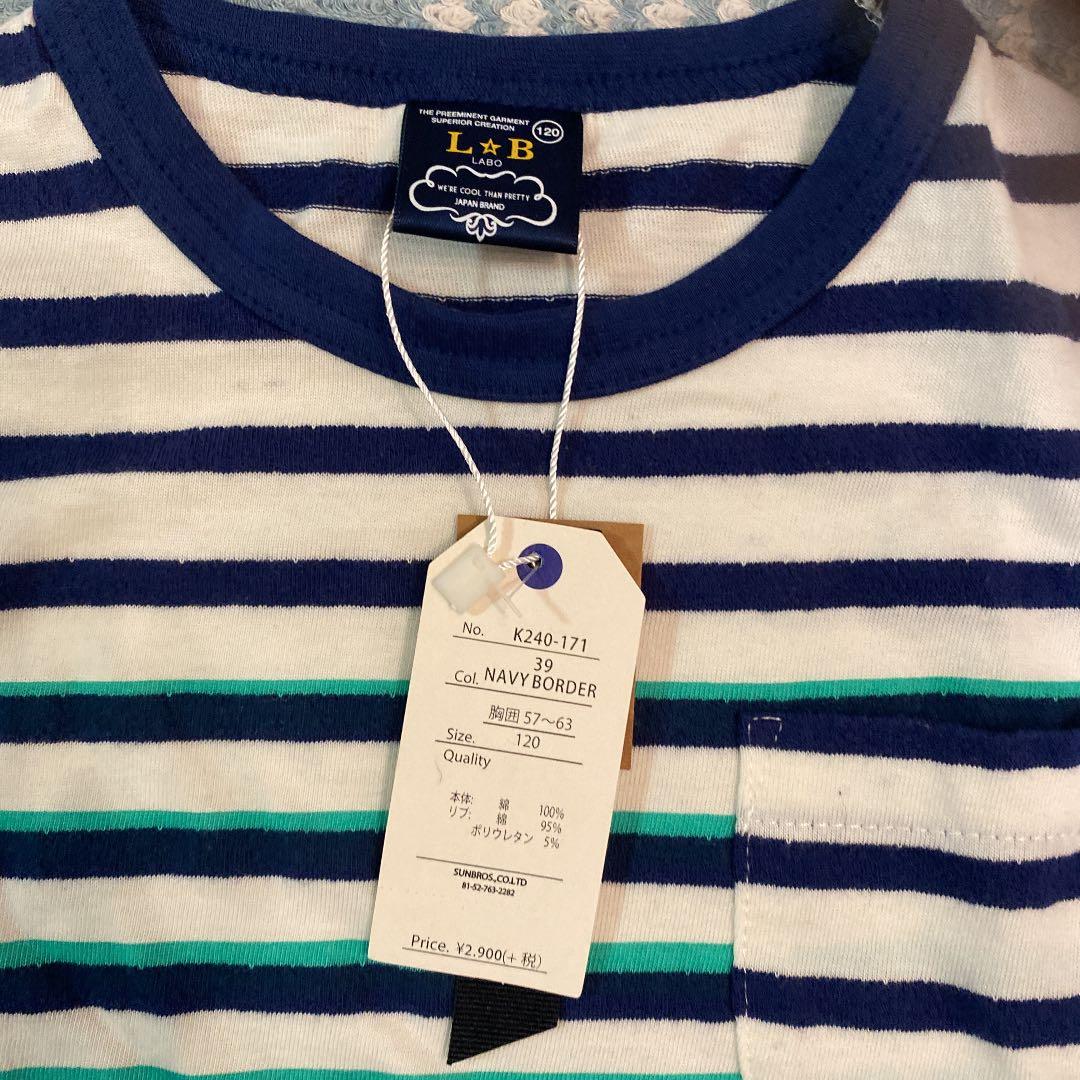 THE PREEMINENT GARMENT
SUPERIOR CREATION
120
L☆B
LABO
WE'RE COOL THAN PRETTY
JAPAN BRAND
No. K240-171
39
Col. NAVY BORDER
胸囲 57〜63
Size. 120
Quality
本体: 綿 100%
リブ: 綿 95%
ポリウレタン 5%
SUNBROS.,CO.LTD
81-52-763-2282
Price. ¥2.900(+ 税)